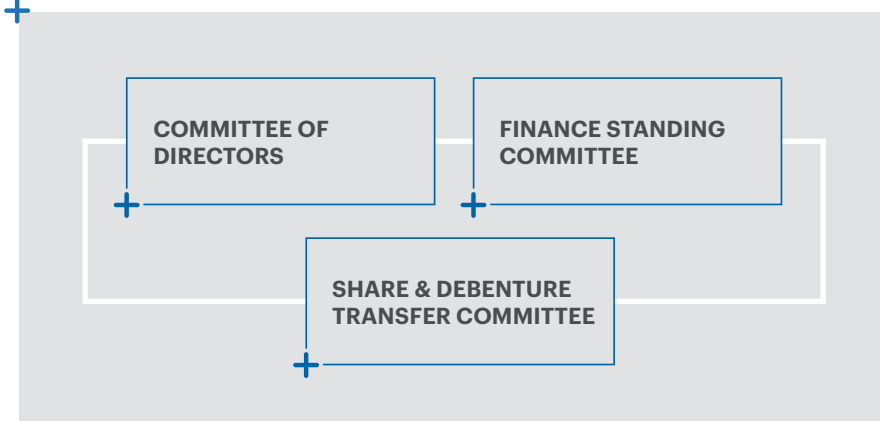 COMMITTEE OF
DIRECTORS
FINANCE STANDING
COMMITTEE
SHARE & DEBENTURE
TRANSFER COMMITTEE